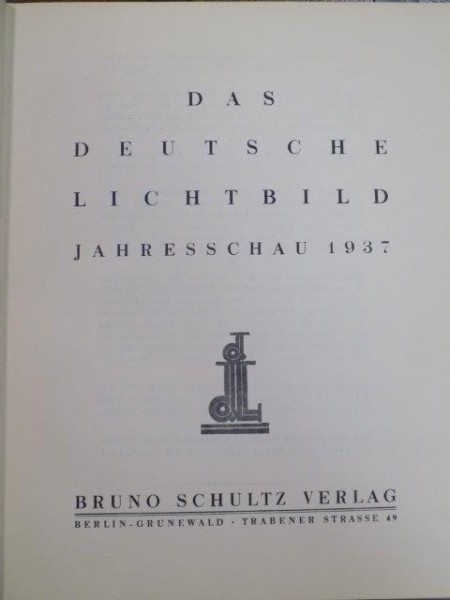 DAS
DEUTSCHE
LICHTBILD
JAHRESSCHAU 1937
BRUNO SCHULTZ VERLAG
BERLIN-GRUNEWALD · TRABENER STRASSE 49